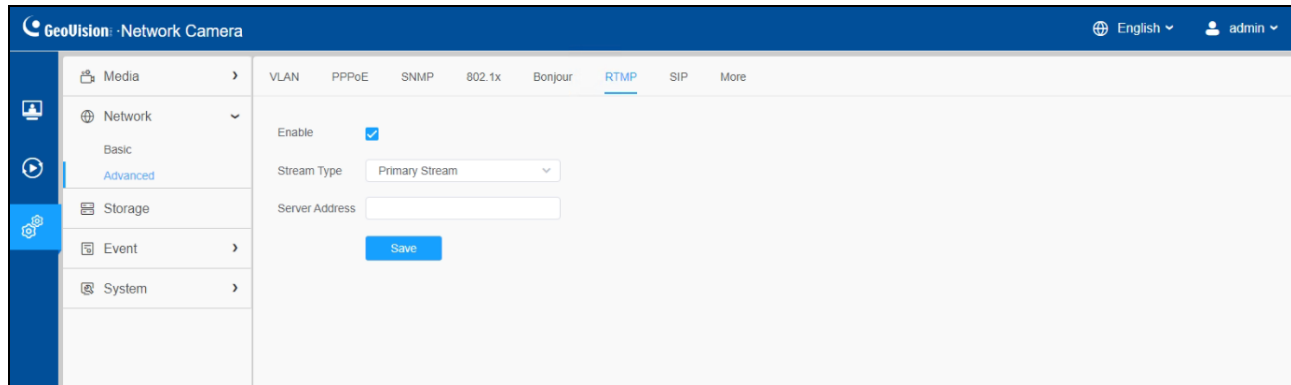 GeoVision: ·Network Camera
English
admin
Media
Network
Basic
Advanced
Storage
Event
System
VLAN PPPoE SNMP 802.1x Bonjour RTMP SIP More
Enable
Stream Type Primary Stream
Server Address
Save